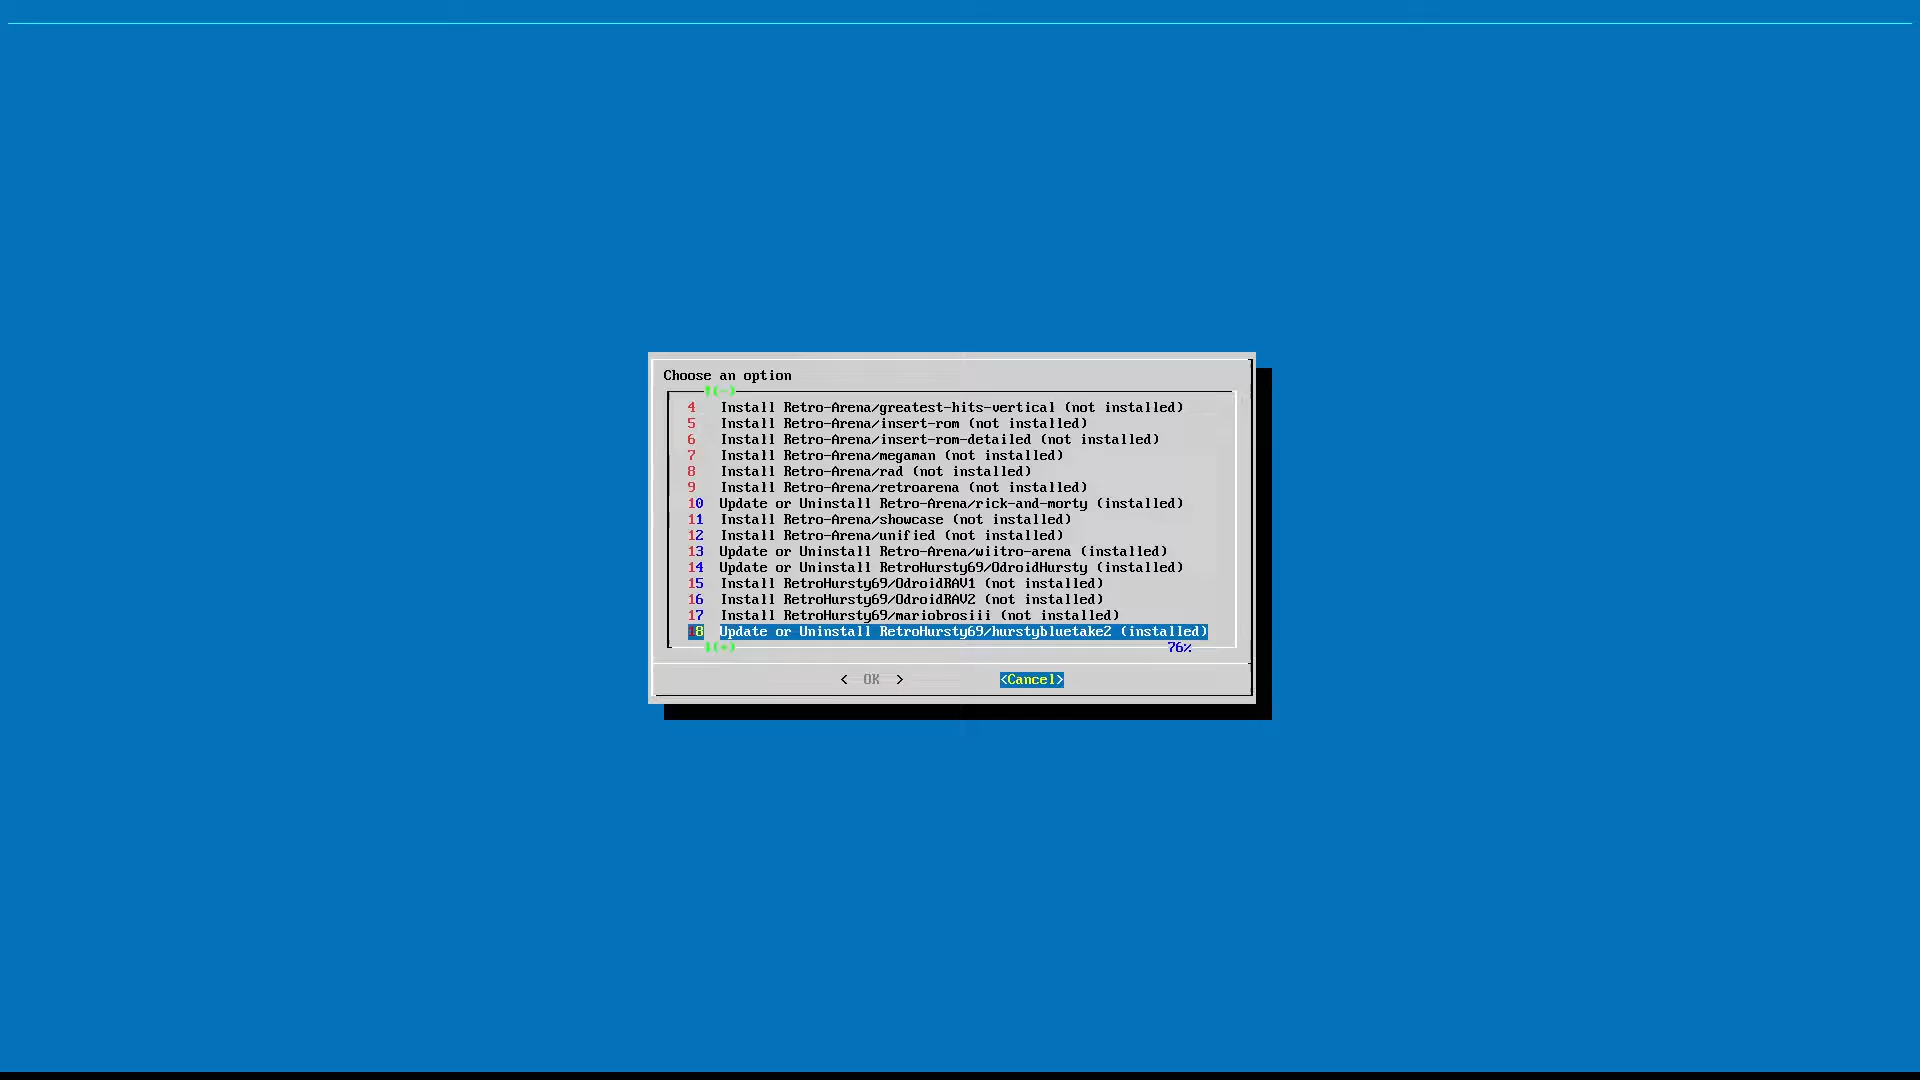 Choose an option
↑(-)
4 Install Retro-Arena/greatest-hits-vertical (not installed)
5 Install Retro-Arena/insert-rom (not installed)
6 Install Retro-Arena/insert-rom-detailed (not installed)
7 Install Retro-Arena/megaman (not installed)
8 Install Retro-Arena/rad (not installed)
9 Install Retro-Arena/retroarena (not installed)
10 Update or Uninstall Retro-Arena/rick-and-morty (installed)
11 Install Retro-Arena/showcase (not installed)
12 Install Retro-Arena/unified (not installed)
13 Update or Uninstall Retro-Arena/wiitro-arena (installed)
14 Update or Uninstall RetroHursty69/OdroidHursty (installed)
15 Install RetroHursty69/OdroidRAV1 (not installed)
16 Install RetroHursty69/OdroidRAV2 (not installed)
17 Install RetroHursty69/mariobrosiii (not installed)
18 Update or Uninstall RetroHursty69/hurstybluetake2 (installed)
↓(+) 76%
< OK > <Cancel>